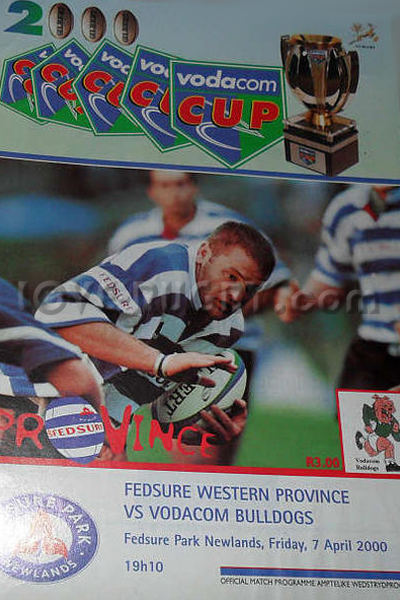 2000
GILBERT
vodacom
CUP
FEDSURE
PROVINCE
FEDSURE
R3.00
Vodacom
Bulldogs
FEDSURE WESTERN PROVINCE
VS VODACOM BULLDOGS
Fedsure Park Newlands, Friday, 7 April 2000
19h10
NEWLANDS
OFFICIAL MATCH PROGRAMME AMPTELIKE WEDSTRYDPRO